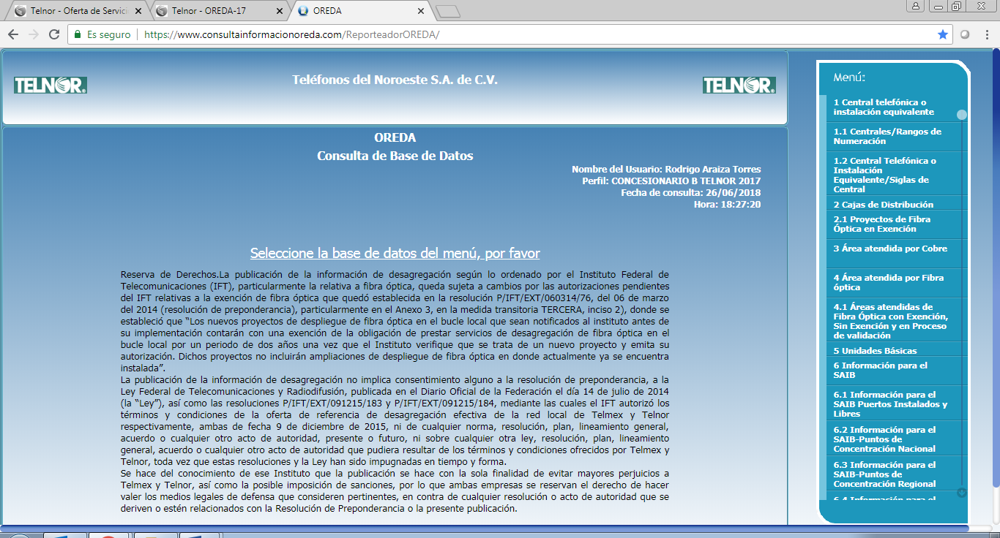 Telnor - Oferta de Servici
Telnor - OREDA-17
OREDA
Es seguro
https://www.consultainformacionoreda.com/ReporteadorOREDA/
TELNOR
Teléfonos del Noroeste S.A. de C.V.
TELNOR
OREDA
Consulta de Base de Datos
Nombre del Usuario: Rodrigo Araiza Torres
Perfil: CONCESIONARIO B TELNOR 2017
Fecha de consulta: 26/06/2018
Hora: 18:27:20
Seleccione la base de datos del menú, por favor
Reserva de Derechos.La publicación de la información de desagregación según lo ordenado por el Instituto Federal de
Telecomunicaciones (IFT), particularmente la relativa a fibra óptica, queda sujeta a cambios por las autorizaciones pendientes
del IFT relativas a la exención de fibra óptica que quedó establecida en la resolución P/IFT/EXT/060314/76, del 06 de marzo
del 2014 (resolución de preponderancia), particularmente en el Anexo 3, en la medida transitoria TERCERA, inciso 2), donde se
estableció que “Los nuevos proyectos de despliegue de fibra óptica en el bucle local que sean notificados al instituto antes de
su implementación contarán con una exención de la obligación de prestar servicios de desagregación de fibra óptica en el
bucle local por un periodo de dos años una vez que el Instituto verifique que se trata de un nuevo proyecto y emita su
autorización. Dichos proyectos no incluirán ampliaciones de despliegue de fibra óptica en donde actualmente ya se encuentra
instalada”.
La publicación de la información de desagregación no implica consentimiento alguno a la resolución de preponderancia, a la
Ley Federal de Telecomunicaciones y Radiodifusión, publicada en el Diario Oficial de la Federación el día 14 de julio de 2014
(la “Ley”), así como las resoluciones P/IFT/EXT/091215/183 y P/IFT/EXT/091215/184, mediante las cuales el IFT autorizó los
términos y condiciones de la oferta de referencia de desagregación efectiva de la red local de Telmex y Telnor
respectivamente, ambas de fecha 9 de diciembre de 2015, ni de cualquier norma, resolución, plan, lineamiento general,
acuerdo o cualquier otro acto de autoridad, presente o futuro, ni sobre cualquier otra ley, resolución, plan, lineamiento
general, acuerdo o cualquier otro acto de autoridad que pudiera resultar de los términos y condiciones ofrecidos por Telmex y
Telnor, toda vez que estas resoluciones y la Ley han sido impugnadas en tiempo y forma.
Se hace del conocimiento de ese Instituto que la publicación se hace con la sola finalidad de evitar mayores perjuicios a
Telmex y Telnor, así como la posible imposición de sanciones, por lo que ambas empresas se reservan el derecho de hacer
valer los medios legales de defensa que consideren pertinentes, en contra de cualquier resolución o acto de autoridad que se
deriven o estén relacionados con la Resolución de Preponderancia o la presente publicación.
Menú:
1 Central telefónica o
instalación equivalente
1.1 Centrales/Rangos de
Numeración
1.2 Central Telefónica o
Instalación
Equivalente/Siglas de
Central
2 Cajas de Distribución
2.1 Proyectos de Fibra
Óptica en Exención
3 Área atendida por Cobre
4 Área atendida por Fibra
óptica
4.1 Áreas atendidas de
Fibra Óptica con Exención,
Sin Exención y en Proceso
de validación
5 Unidades Básicas
6 Información para el
SAIB
6.1 Información para el
SAIB Puertos Instalados y
Libres
6.2 Información para el
SAIB-Puntos de
Concentración Nacional
6.3 Información para el
SAIB-Puntos de
Concentración Regional
6.4 Información para el